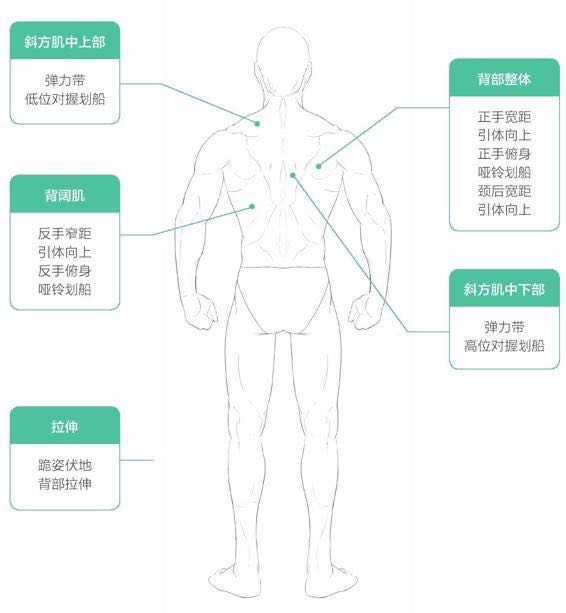 斜方肌中上部
弹力带
低位对握划船
背部整体
正手宽距
引体向上
正手俯身
哑铃划船
颈后宽距
引体向上
背阔肌
反手窄距
引体向上
反手俯身
哑铃划船
斜方肌中下部
弹力带
高位对握划船
拉伸
跪姿伏地
背部拉伸